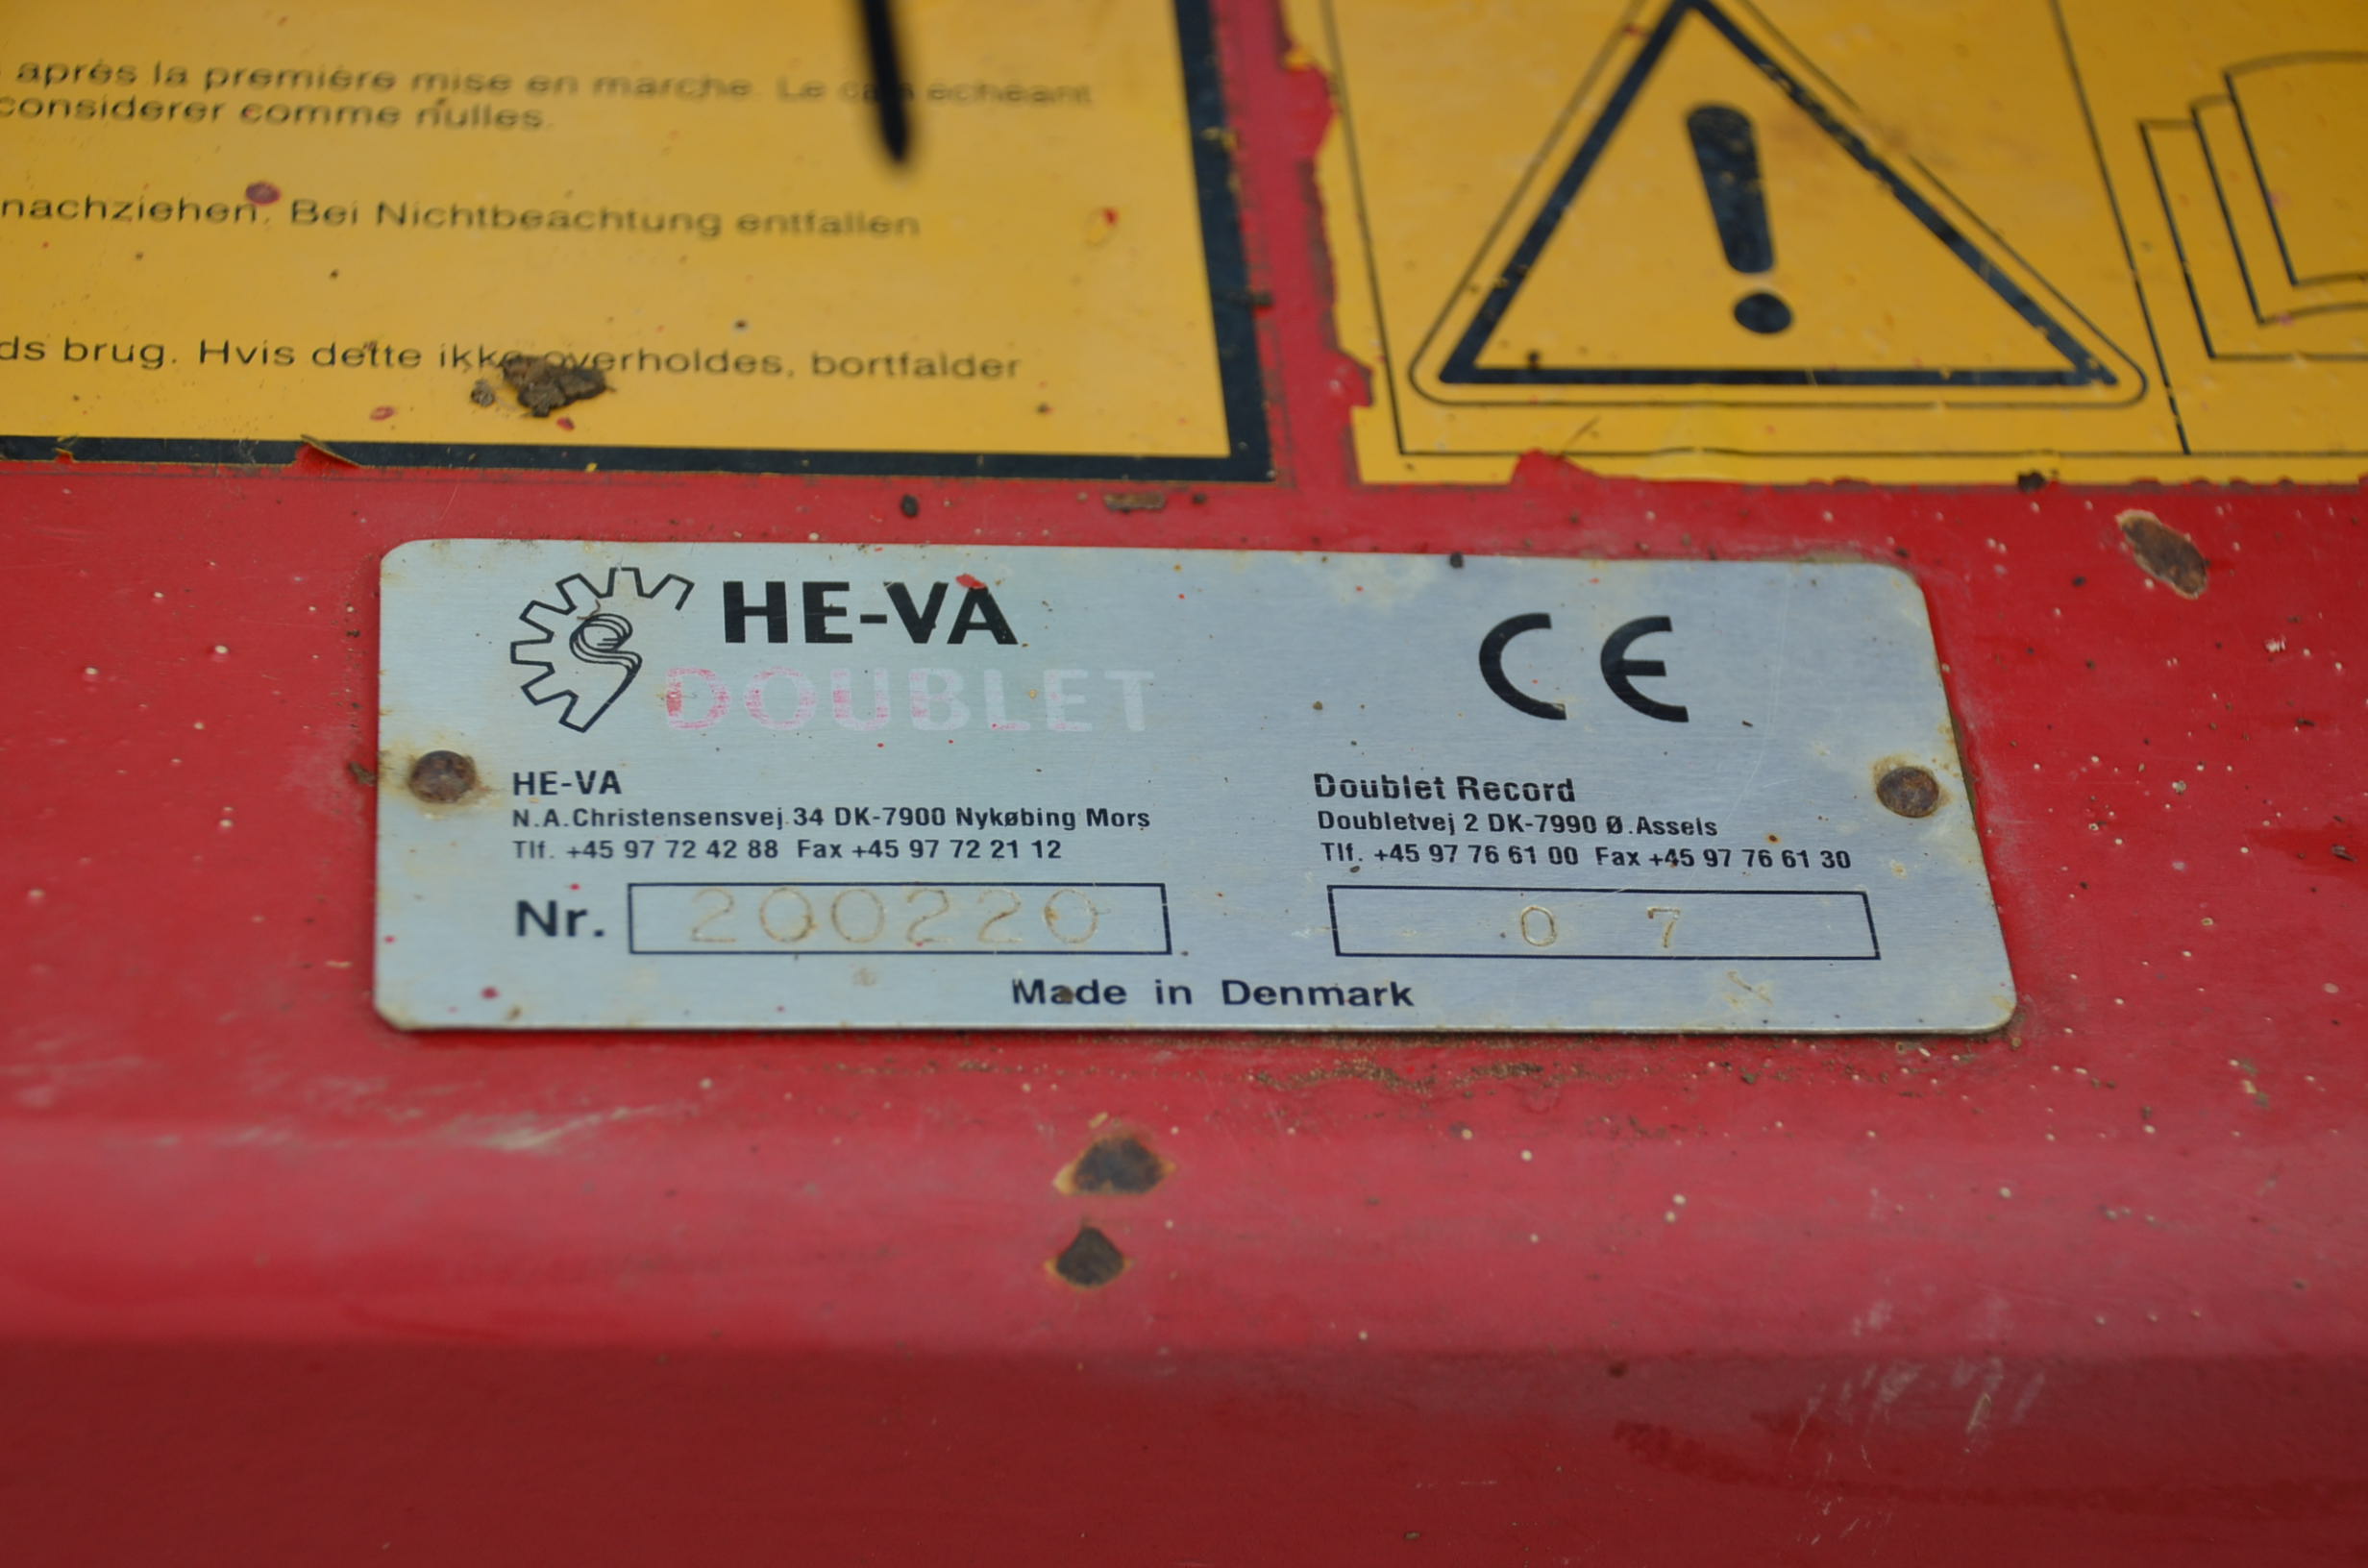 après la première mise en marche. Le cas échéant
considerer comme nulles.
nachziehen. Bei Nichtbeachtung entfallen
ds brug. Hvis dette ikke overholdes, bortfalder
HE-VA
DOUBLET
CE
HE-VA
N.A.Christensensvej 34 DK-7900 Nykøbing Mors
Tlf. +45 97 72 42 88 Fax +45 97 72 21 12
Doublet Record
Doubletvej 2 DK-7990 Ø.Assels
Tlf. +45 97 76 61 00 Fax +45 97 76 61 30
Nr. 200220
0 7
Made in Denmark